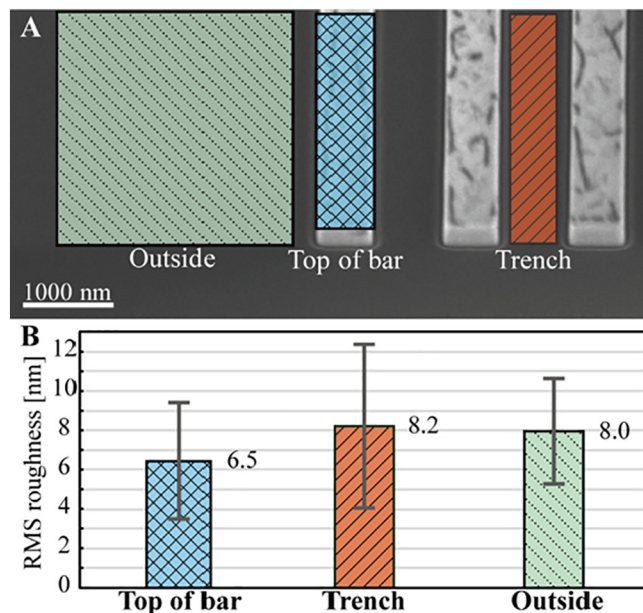 A
Outside
Top of bar
Trench
1000 nm
B
RMS roughness [nm]
12
10
8
6
4
2
0
6.5
8.2
8.0
Top of bar
Trench
Outside